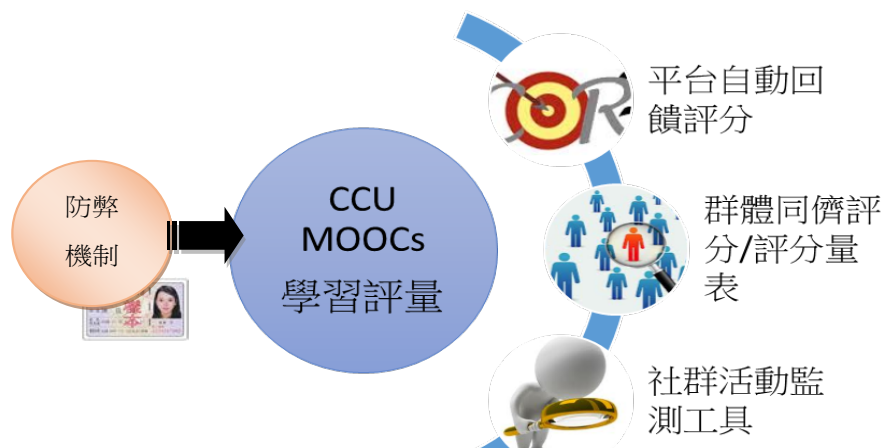 防弊
機制
CCU
MOOCs
學習評量
平台自動回
饋評分
群體同儕評
分/評分量
表
社群活動監
測工具